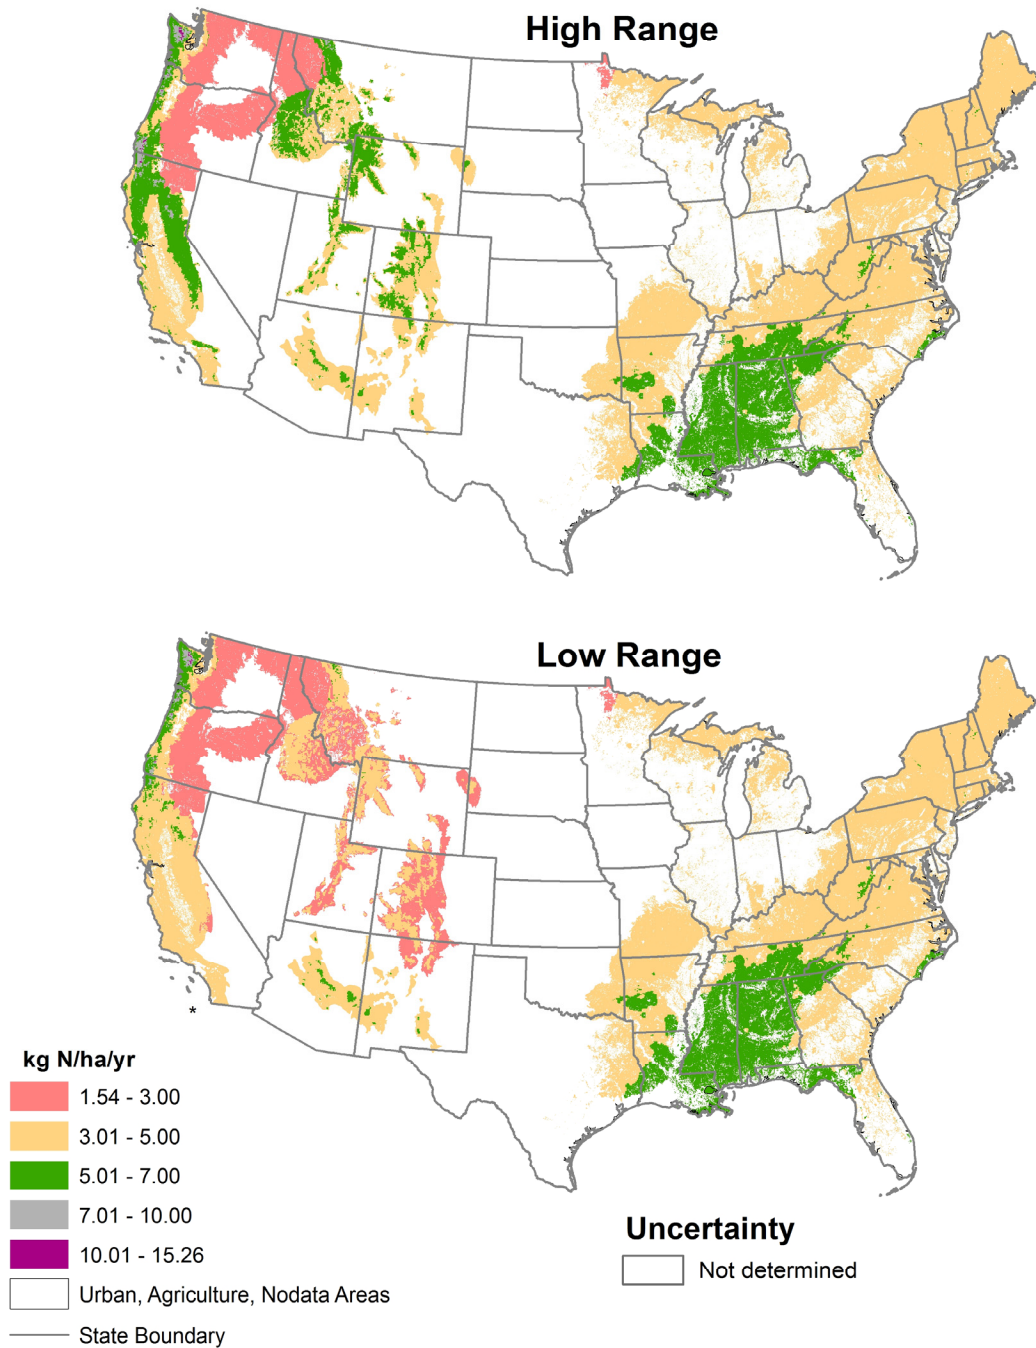 High Range
Low Range
*
kg N/ha/yr
1.54 - 3.00
3.01 - 5.00
5.01 - 7.00
7.01 - 10.00
10.01 - 15.26
Urban, Agriculture, Nodata Areas
State Boundary
Uncertainty
Not determined